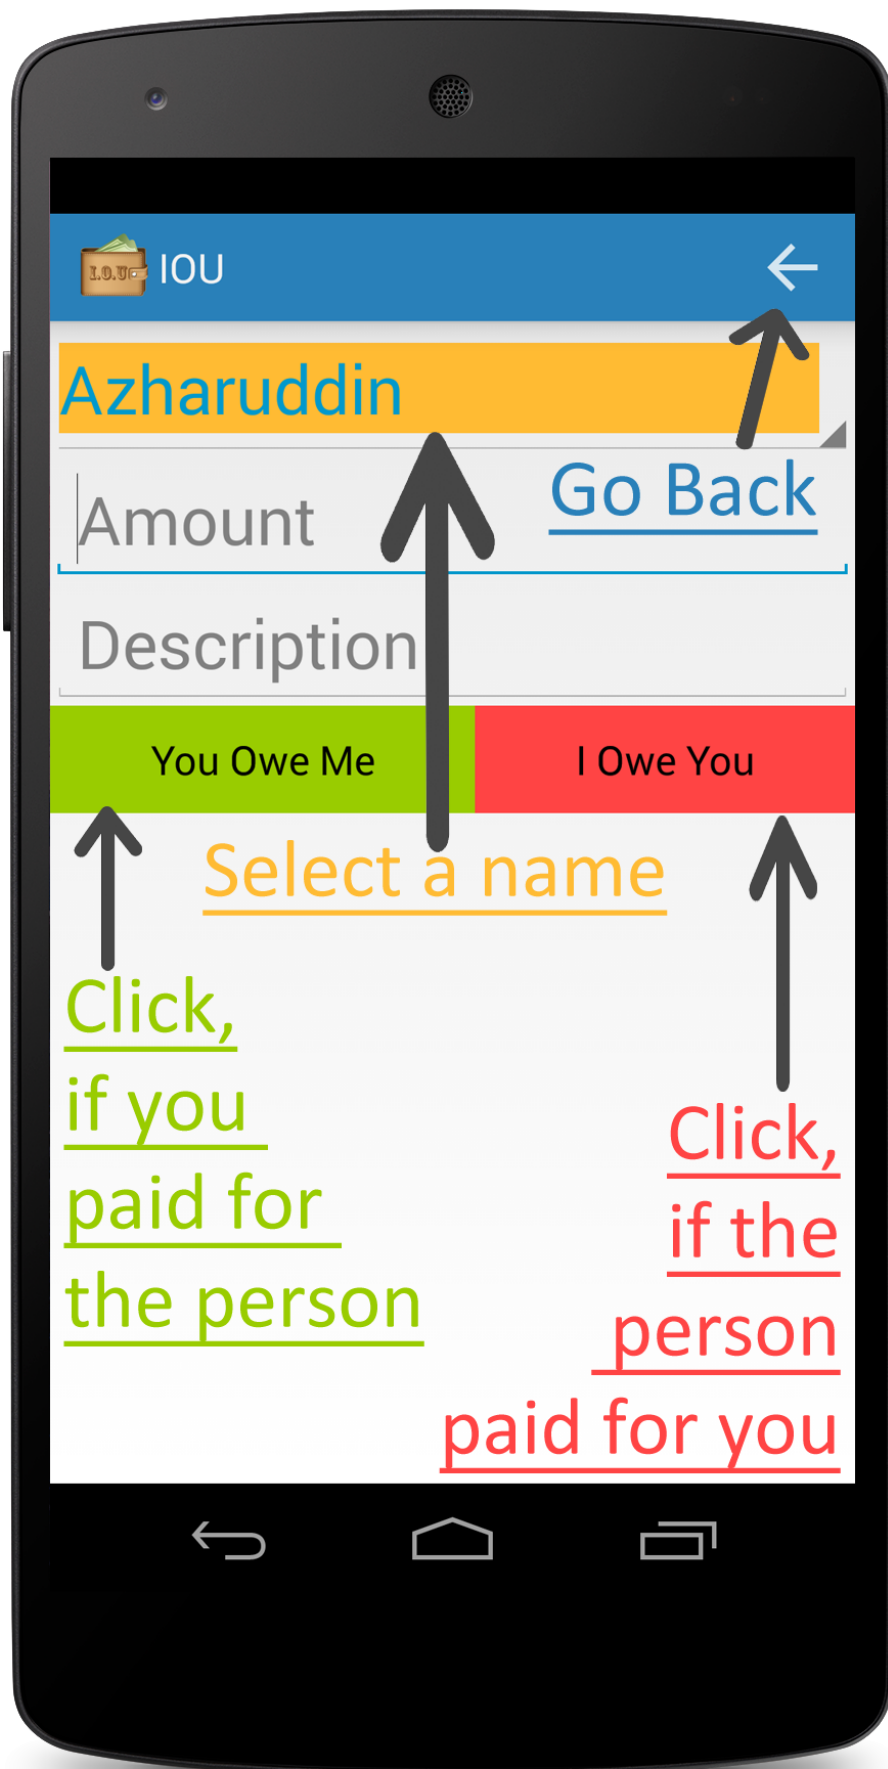 I.O.U
IOU
Azharuddin
Go Back
Amount
Description
You Owe Me
I Owe You
Select a name
Click,
if you
paid for
the person
Click,
if the
person
paid for you